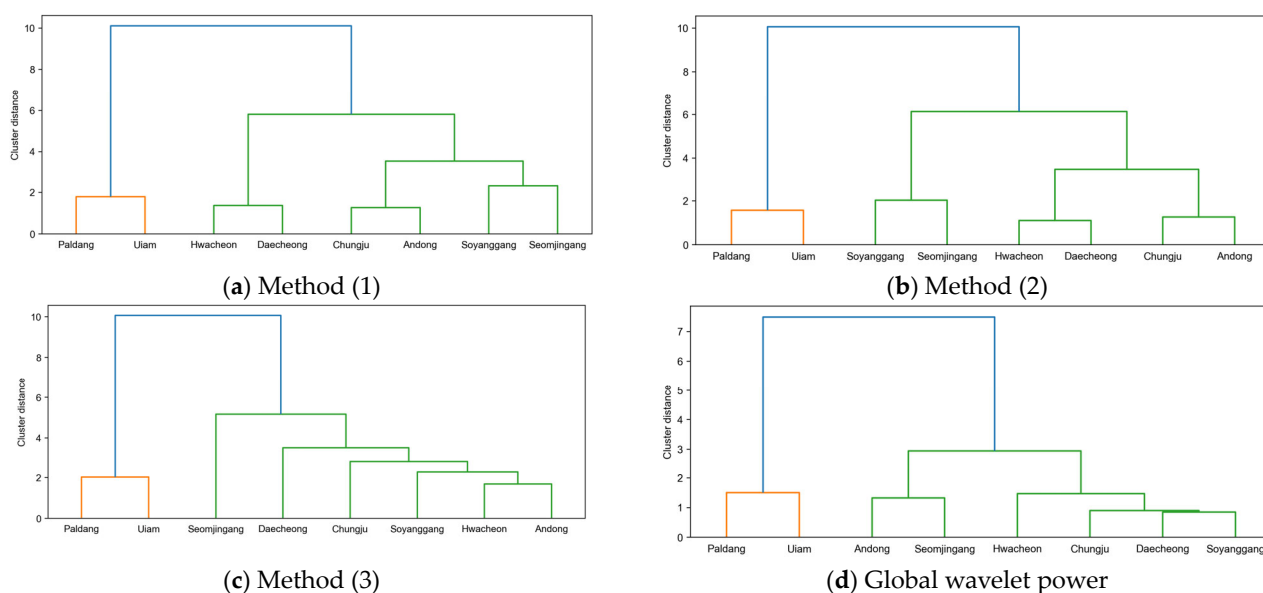 10
8
6
4
2
0
Cluster distance
Paldang Uiam Hwacheon Daecheong Chungju Andong Soyanggang Seomjingang
(a) Method (1)
10
8
6
4
2
0
Cluster distance
Paldang Uiam Soyanggang Seomjingang Hwacheon Daecheong Chungju Andong
(b) Method (2)
10
8
6
4
2
0
Cluster distance
Paldang Uiam Seomjingang Daecheong Chungju Soyanggang Hwacheon Andong
(c) Method (3)
7
6
5
4
3
2
1
0
Cluster distance
Paldang Uiam Andong Seomjingang Hwacheon Chungju Daecheong Soyanggang
(d) Global wavelet power